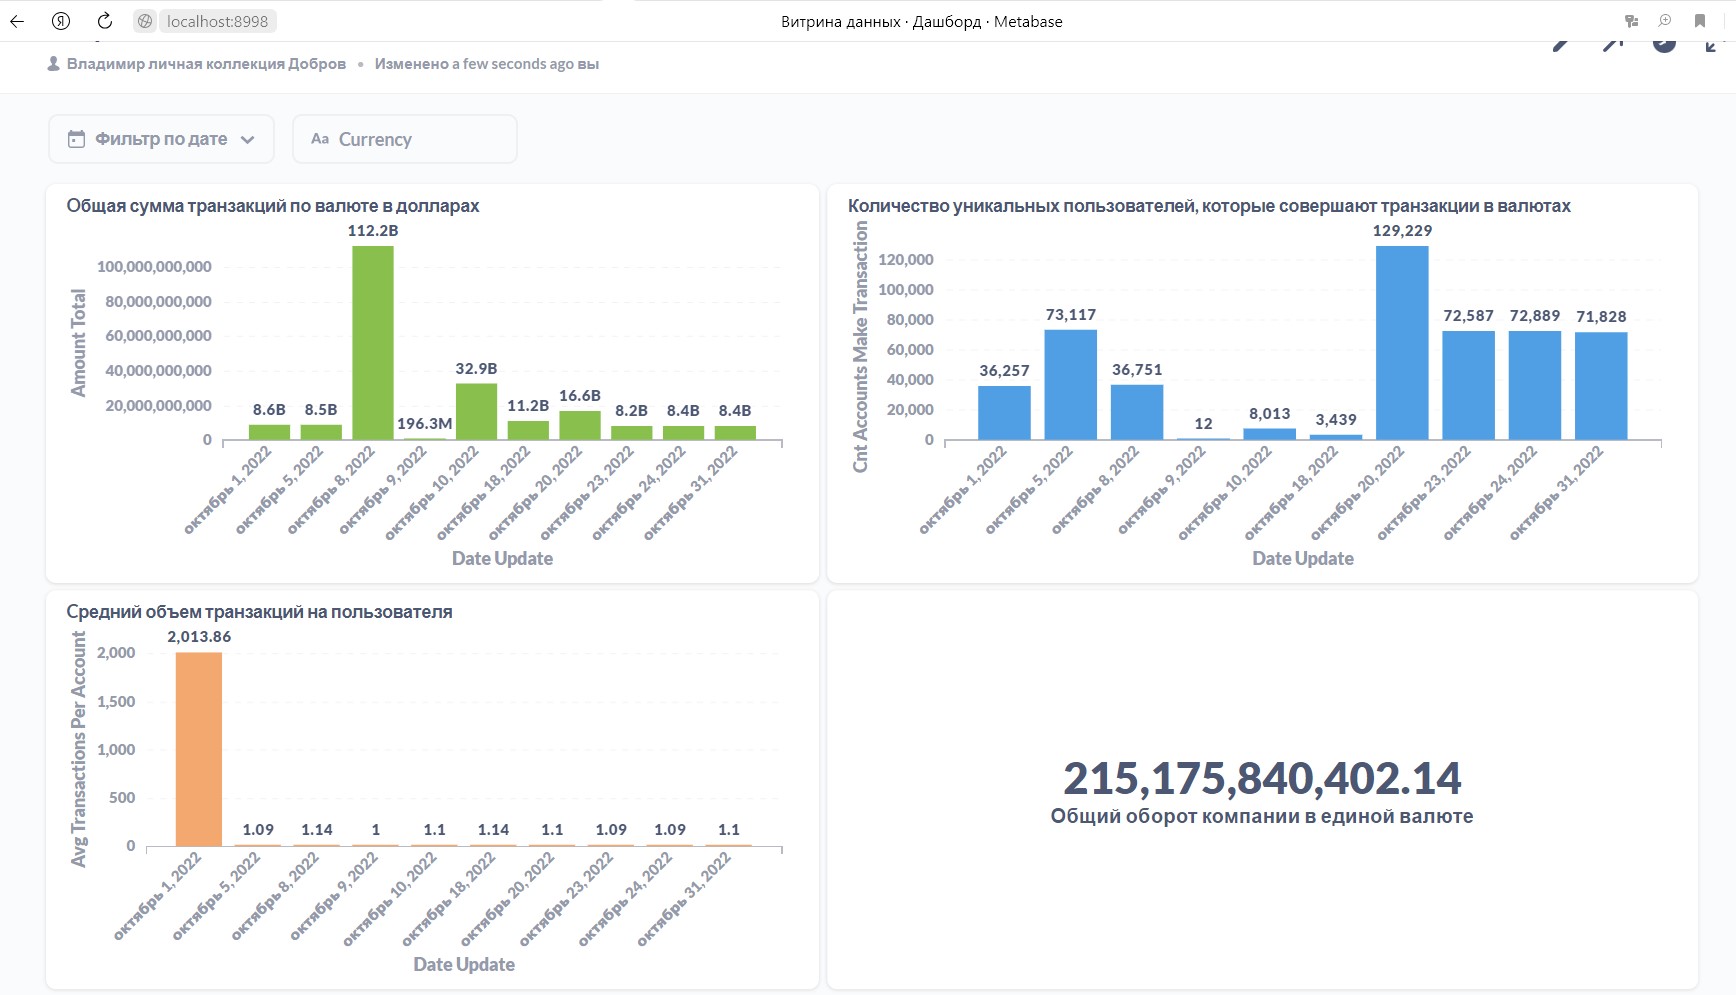 localhost:8998
Витрина данных · Дашборд · Metabase
Владимир личная коллекция Добров • Изменено a few seconds ago вы
Фильтр по дате
Aa Currency
Общая сумма транзакций по валюте в долларах
Amount Total
100,000,000,000
80,000,000,000
60,000,000,000
40,000,000,000
20,000,000,000
0
8.6B
8.5B
112.2B
196.3M
32.9B
11.2B
16.6B
8.2B
8.4B
8.4B
октябрь 1, 2022
октябрь 5, 2022
октябрь 8, 2022
октябрь 9, 2022
октябрь 10, 2022
октябрь 18, 2022
октябрь 20, 2022
октябрь 23, 2022
октябрь 24, 2022
октябрь 31, 2022
Date Update
Количество уникальных пользователей, которые совершают транзакции в валютах
Cnt Accounts Make Transaction
120,000
100,000
80,000
60,000
40,000
20,000
0
36,257
73,117
36,751
12
8,013
3,439
129,229
72,587
72,889
71,828
октябрь 1, 2022
октябрь 5, 2022
октябрь 8, 2022
октябрь 9, 2022
октябрь 10, 2022
октябрь 18, 2022
октябрь 20, 2022
октябрь 23, 2022
октябрь 24, 2022
октябрь 31, 2022
Date Update
Средний объем транзакций на пользователя
Avg Transactions Per Account
2,000
1,500
1,000
500
0
2,013.86
1.09
1.14
1
1.1
1.14
1.1
1.09
1.09
1.1
октябрь 1, 2022
октябрь 5, 2022
октябрь 8, 2022
октябрь 9, 2022
октябрь 10, 2022
октябрь 18, 2022
октябрь 20, 2022
октябрь 23, 2022
октябрь 24, 2022
октябрь 31, 2022
Date Update
215,175,840,402.14
Общий оборот компании в единой валюте